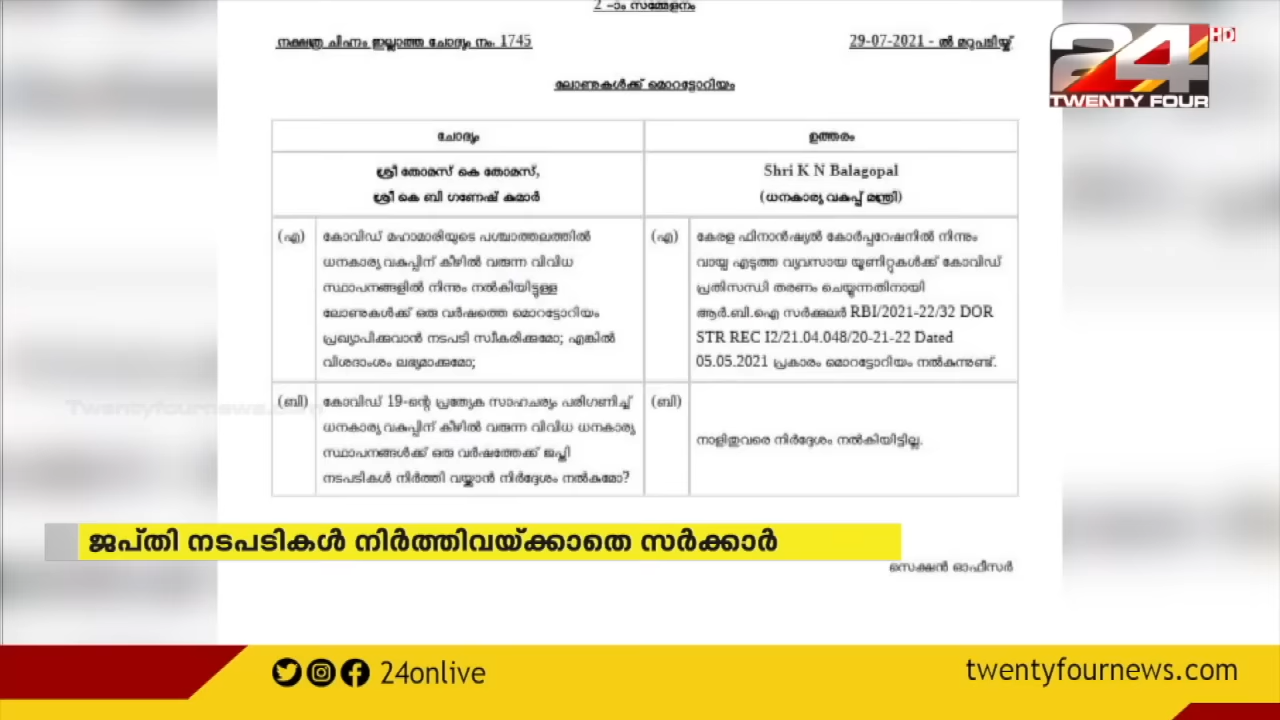 2 -ാം സമ്മേളനം
നക്ഷത്ര ചിഹ്നം ഇല്ലാത്ത ചോദ്യം നം: 1745
29-07-2021 - ൽ മറുപടിയ്ക്ക്
24 HD
TWENTY FOUR
ലോണുകൾക്ക് മൊറട്ടോറിയം
ചോദ്യം
ഉത്തരം
ശ്രീ തോമസ് കെ തോമസ്,
ശ്രീ കെ ബി ഗണേഷ് കുമാർ
Shri K N Balagopal
(ധനകാര്യ വകുപ്പ് മന്ത്രി)
(എ)
കോവിഡ് മഹാമാരിയുടെ പശ്ചാത്തലത്തിൽ
ധനകാര്യ വകുപ്പിന് കീഴിൽ വരുന്ന വിവിധ
സ്ഥാപനങ്ങളിൽ നിന്നും നൽകിയിട്ടുള്ള
ലോണുകൾക്ക് ഒരു വർഷത്തെ മൊറട്ടോറിയം
പ്രഖ്യാപിക്കുവാൻ നടപടി സ്വീകരിക്കുമോ; എങ്കിൽ
വിശദാംശം ലഭ്യമാക്കുമോ;
(എ)
കേരള ഫിനാൻഷ്യൽ കോർപ്പറേഷനിൽ നിന്നും
വായ്പ എടുത്ത വ്യവസായ യൂണിറ്റുകൾക്ക് കോവിഡ്
പ്രതിസന്ധി തരണം ചെയ്യുന്നതിനായി
ആർ.ബി.ഐ സർക്കുലർ RBI/2021-22/32 DOR
STR REC I2/21.04.048/20-21-22 Dated
05.05.2021 പ്രകാരം മൊറട്ടോറിയം നൽകുന്നുണ്ട്.
(ബി)
കോവിഡ് 19-ന്റെ പ്രത്യേക സാഹചര്യം പരിഗണിച്ച്
ധനകാര്യ വകുപ്പിന് കീഴിൽ വരുന്ന വിവിധ ധനകാര്യ
സ്ഥാപനങ്ങൾക്ക് ഒരു വർഷത്തേക്ക് ജപ്തി
നടപടികൾ നിർത്തി വയ്ക്കാൻ നിർദ്ദേശം നൽകുമോ?
(ബി)
നാളിതുവരെ നിർദ്ദേശം നൽകിയിട്ടില്ല.
Twentyfournews.com
ജപ്തി നടപടികൾ നിർത്തിവയ്ക്കാതെ സർക്കാർ
സെക്ഷൻ ഓഫീസർ
24onlive
twentyfournews.com